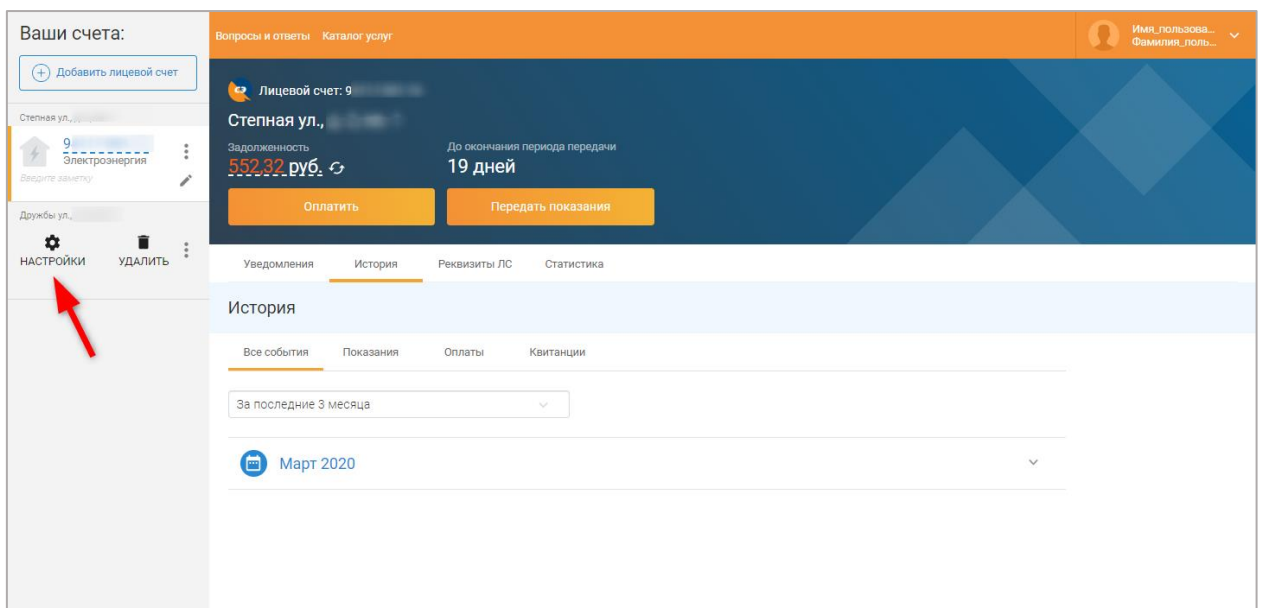 Ваши счета:
Добавить лицевой счет
Степная ул.,
9
Электроэнергия
Введите заметку
Дружбы ул.,
НАСТРОЙКИ УДАЛИТЬ
Вопросы и ответы Каталог услуг
Имя_пользова...
Фамилия_поль...
Лицевой счет: 9
Степная ул.,
Задолженность До окончания периода передачи
552,32 руб. 19 дней
Оплатить Передать показания
Уведомления История Реквизиты ЛС Статистика
История
Все события Показания Оплаты Квитанции
За последние 3 месяца
Март 2020